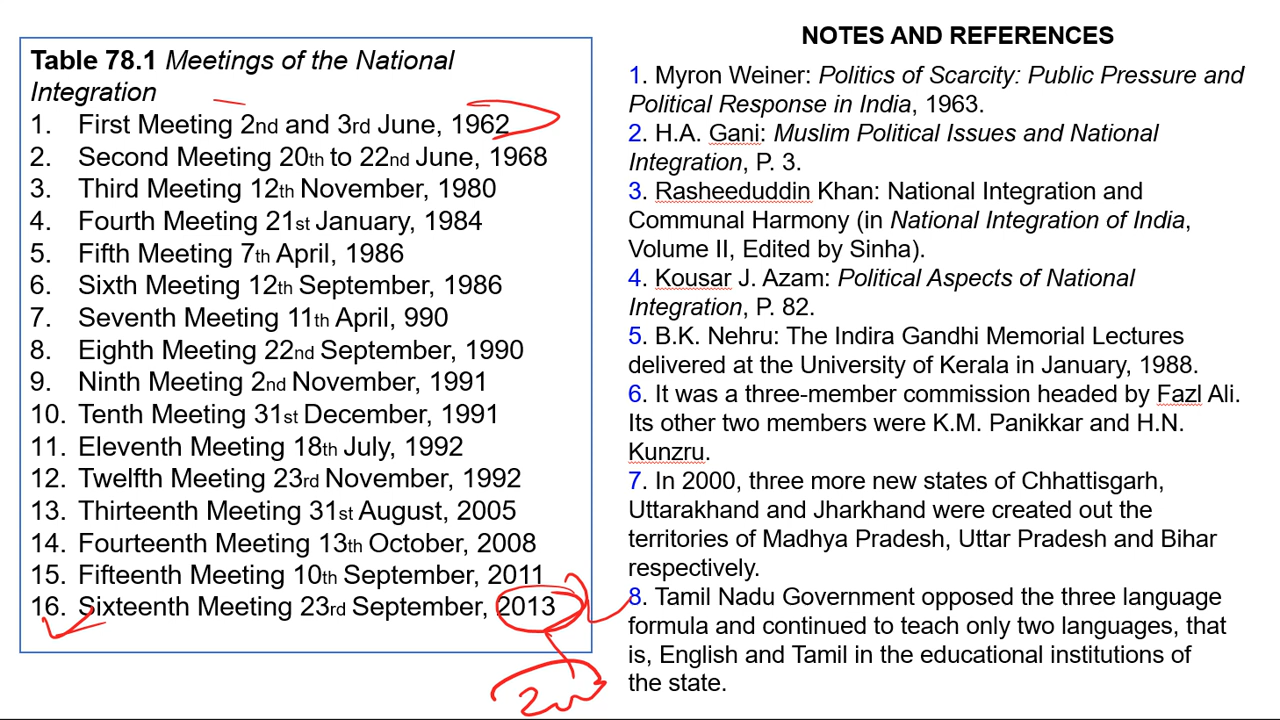 Table 78.1 Meetings of the National
Integration
1. First Meeting 2nd and 3rd June, 1962
2. Second Meeting 20th to 22nd June, 1968
3. Third Meeting 12th November, 1980
4. Fourth Meeting 21st January, 1984
5. Fifth Meeting 7th April, 1986
6. Sixth Meeting 12th September, 1986
7. Seventh Meeting 11th April, 990
8. Eighth Meeting 22nd September, 1990
9. Ninth Meeting 2nd November, 1991
10. Tenth Meeting 31st December, 1991
11. Eleventh Meeting 18th July, 1992
12. Twelfth Meeting 23rd November, 1992
13. Thirteenth Meeting 31st August, 2005
14. Fourteenth Meeting 13th October, 2008
15. Fifteenth Meeting 10th September, 2011
16. Sixteenth Meeting 23rd September, 2013
NOTES AND REFERENCES
1. Myron Weiner: Politics of Scarcity: Public Pressure and
Political Response in India, 1963.
2. H.A. Gani: Muslim Political Issues and National
Integration, P. 3.
3. Rasheeduddin Khan: National Integration and
Communal Harmony (in National Integration of India,
Volume II, Edited by Sinha).
4. Kousar J. Azam: Political Aspects of National
Integration, P. 82.
5. B.K. Nehru: The Indira Gandhi Memorial Lectures
delivered at the University of Kerala in January, 1988.
6. It was a three-member commission headed by Fazl Ali.
Its other two members were K.M. Panikkar and H.N.
Kunzru.
7. In 2000, three more new states of Chhattisgarh,
Uttarakhand and Jharkhand were created out the
territories of Madhya Pradesh, Uttar Pradesh and Bihar
respectively.
8. Tamil Nadu Government opposed the three language
formula and continued to teach only two languages, that
is, English and Tamil in the educational institutions of
the state.